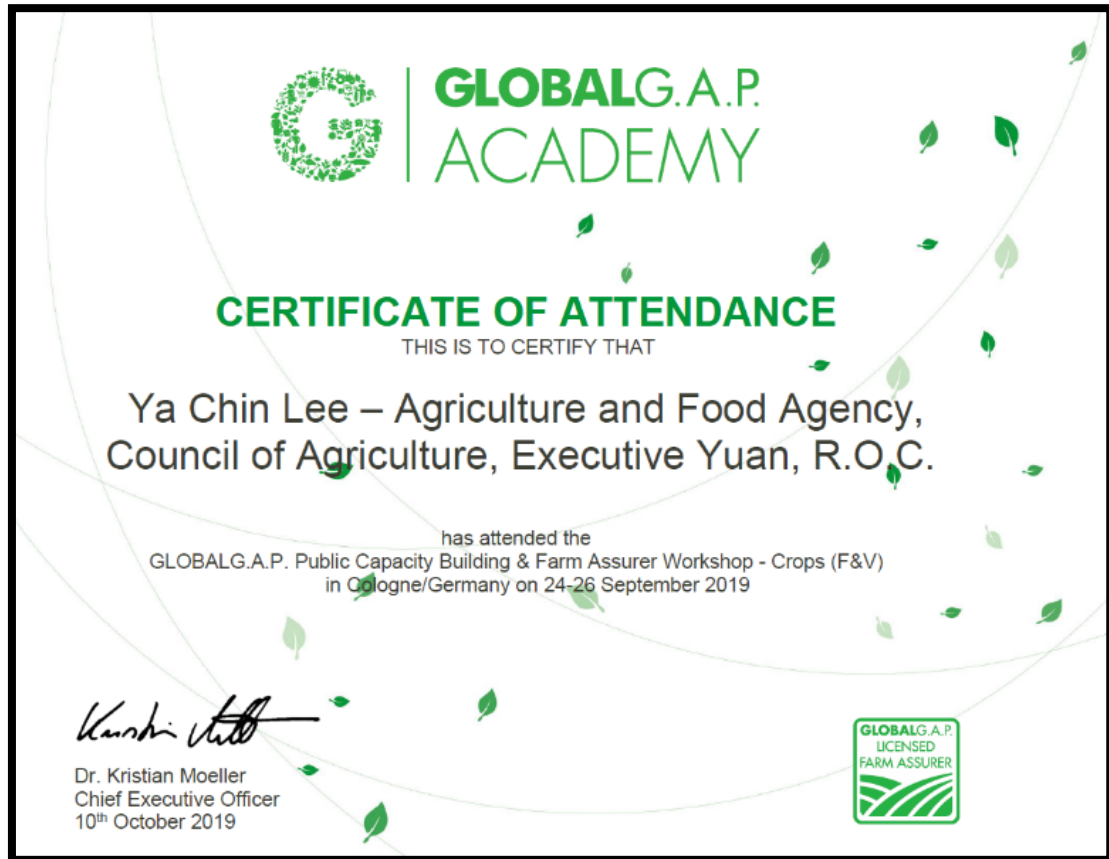 GLOBALG.A.P.
ACADEMY
CERTIFICATE OF ATTENDANCE
THIS IS TO CERTIFY THAT
Ya Chin Lee – Agriculture and Food Agency,
Council of Agriculture, Executive Yuan, R.O.C.
has attended the
GLOBALG.A.P. Public Capacity Building & Farm Assurer Workshop - Crops (F&V)
in Cologne/Germany on 24-26 September 2019
Dr. Kristian Moeller
Chief Executive Officer
10th October 2019
GLOBALG.A.P.
LICENSED
FARM ASSURER